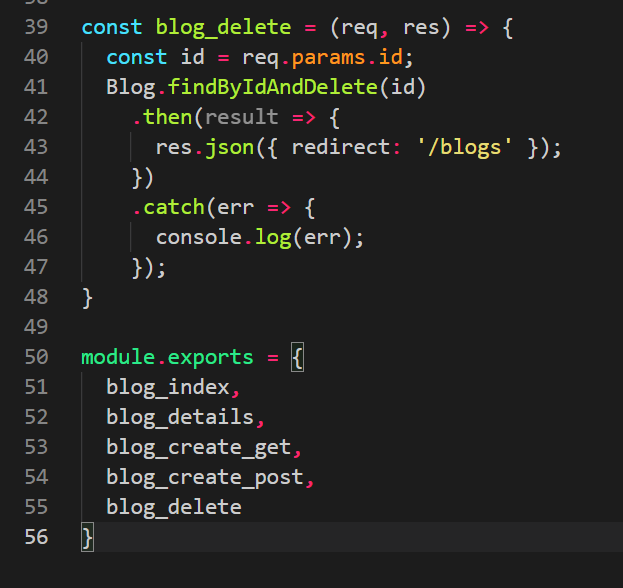 39 const blog_delete = (req, res) => {
40   const id = req.params.id;
41   Blog.findByIdAndDelete(id)
42     .then(result => {
43       res.json({ redirect: '/blogs' });
44     })
45     .catch(err => {
46       console.log(err);
47     });
48 }
49
50 module.exports = {
51   blog_index,
52   blog_details,
53   blog_create_get,
54   blog_create_post,
55   blog_delete
56 }